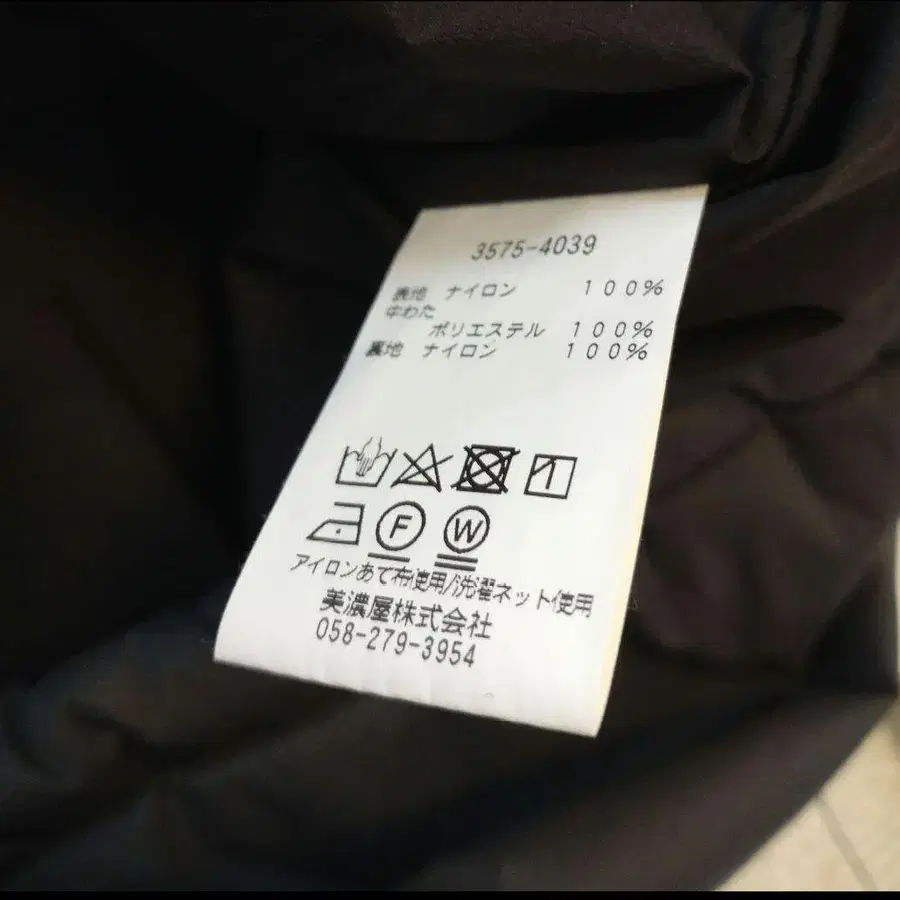 3575-4039
表地 ナイロン 100%
中わた
ポリエステル 100%
裏地 ナイロン 100%
F W
アイロンあて布使用/洗濯ネット使用
美濃屋株式会社
058-279-3954